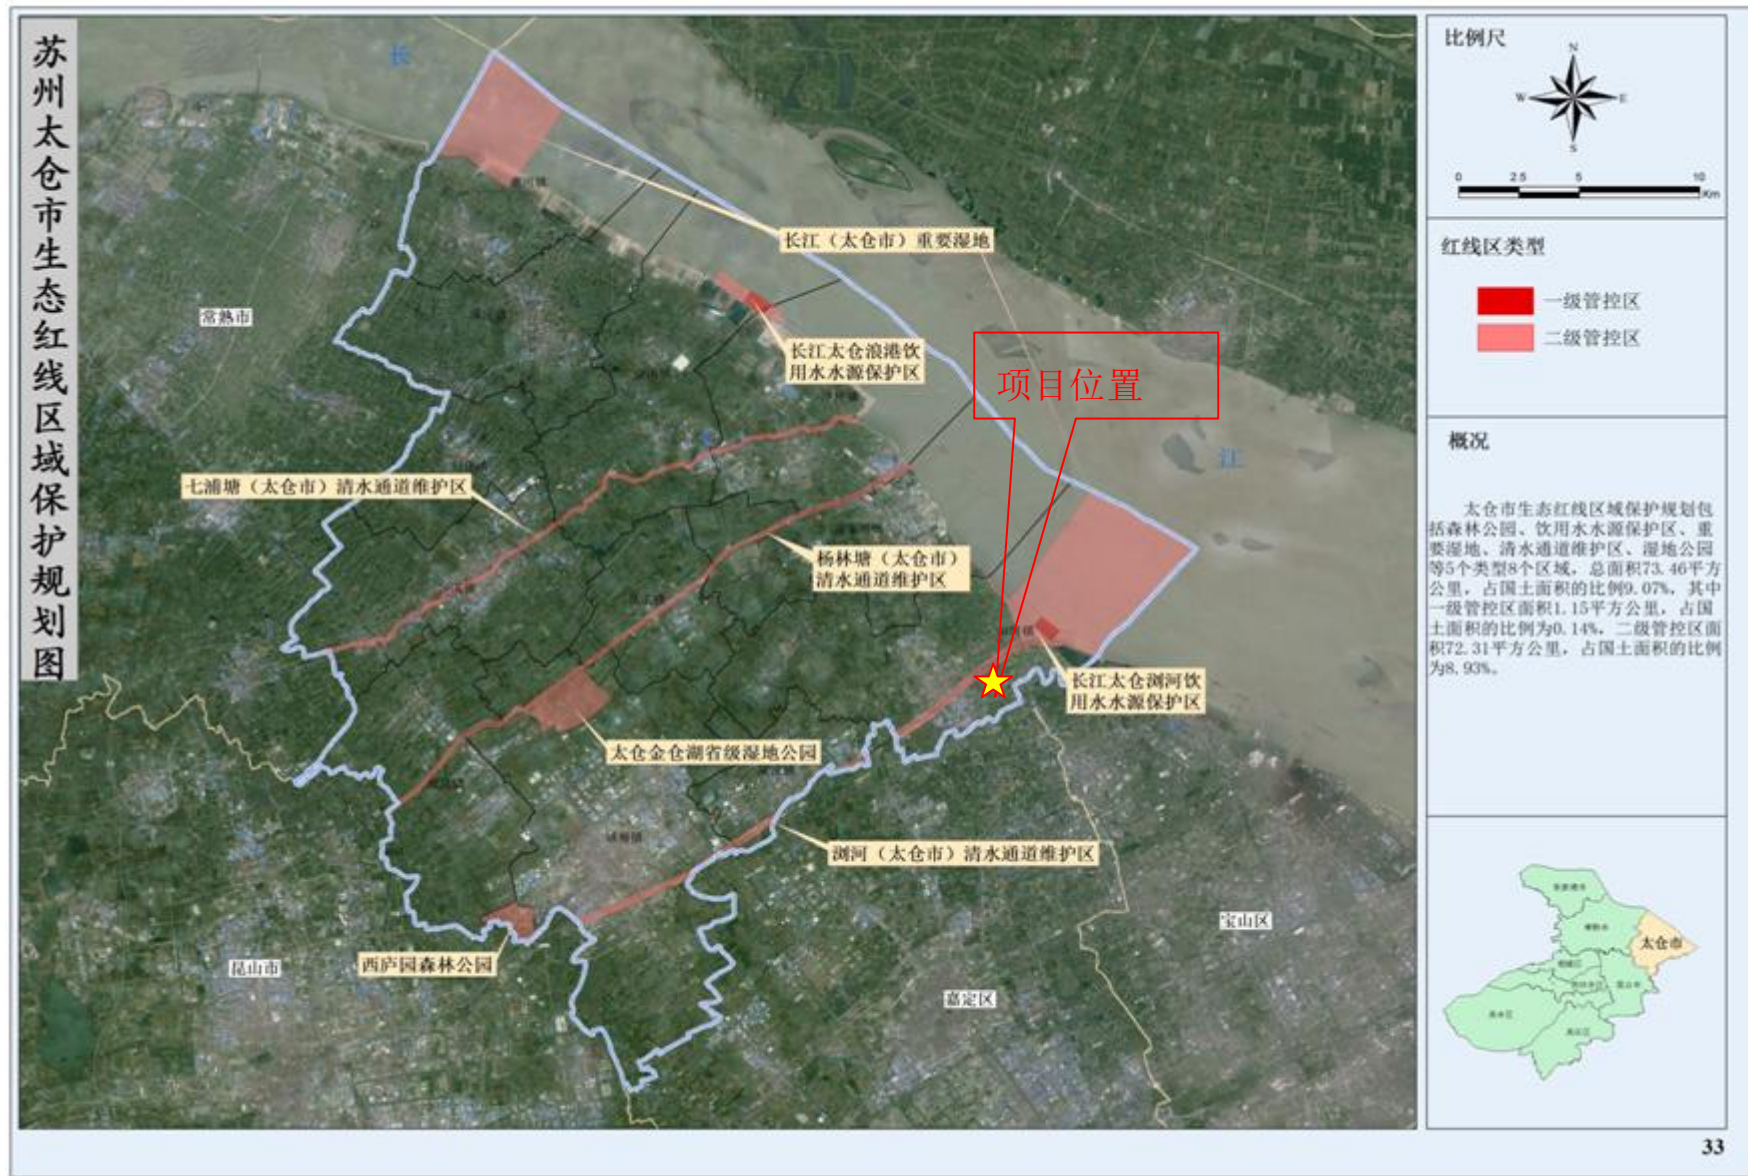 苏州太仓市生态红线区域保护规划图
长
江
长江（太仓市）重要湿地
常熟市
长江太仓浪港饮
用水水源保护区
项目位置
七浦塘（太仓市）清水通道维护区
杨林塘（太仓市）
清水通道维护区
长江太仓浏河饮
用水水源保护区
太仓金仓湖省级湿地公园
浏河（太仓市）清水通道维护区
西庐园森林公园
昆山市
嘉定区
宝山区
比例尺
N
W
E
S
0 2.5 5 10
Km
红线区类型
一级管控区
二级管控区
概况
太仓市生态红线区域保护规划包
括森林公园、饮用水水源保护区、重
要湿地、清水通道维护区、湿地公园
等5个类型8个区域，总面积73.46平方
公里，占国土面积的比例9.07%，其中
一级管控区面积1.15平方公里，占国
土面积的比例为0.14%，二级管控区面
积72.31平方公里，占国土面积的比例
为8.93%。
太仓市
33